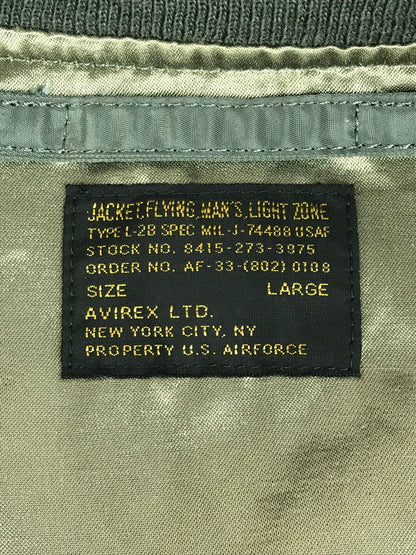 JACKET, FLYING, MAN'S, LIGHT ZONE
TYPE L-2B SPEC MIL-J-74488 USAF
STOCK NO. 8415-273-3975
ORDER NO. AF-33-(802) 0108
SIZE LARGE
AVIREX LTD.
NEW YORK CITY, NY
PROPERTY U.S. AIRFORCE